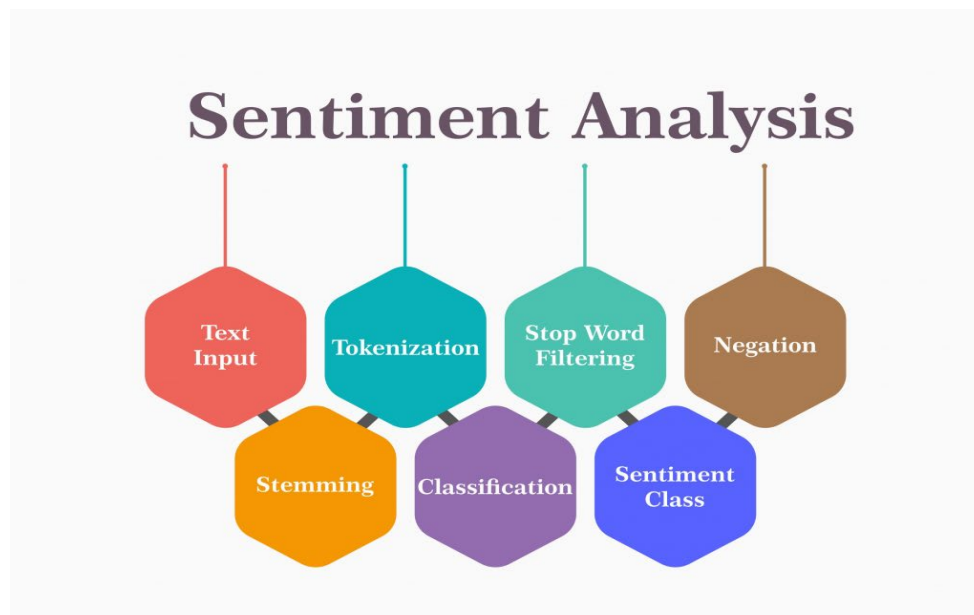 Sentiment Analysis
Text
Input
Tokenization
Stop Word
Filtering
Negation
Stemming
Classification
Sentiment
Class